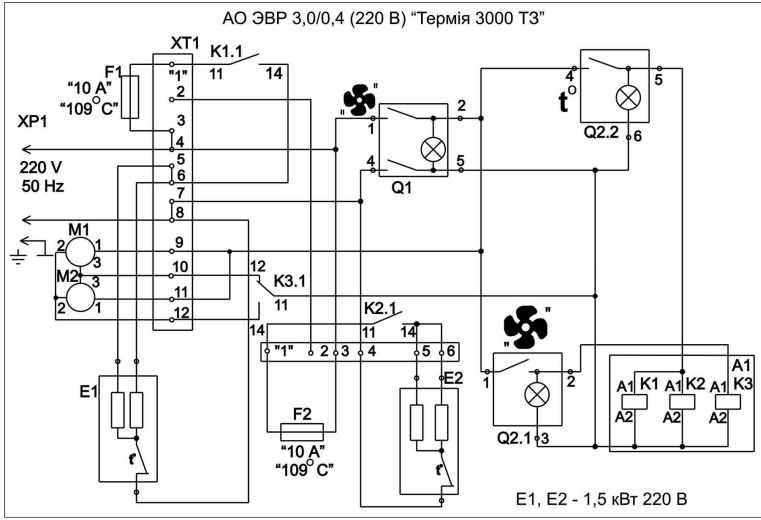 АО ЭВР 3,0/0,4 (220 В) “Термія 3000 ТЗ”
XT1
K1.1
F1
"1"
11
14
“10 A”
“109°C”
2
3
XP1
4
220 V
50 Hz
5
6
7
8
" "
1
2
4
5
Q1
4
t°
5
Q2.2
6
M1
2
1
3
9
M2
3
2
1
10
11
12
12
K3.1
11
14
K2.1
11
14
"1"
2
3
4
5
6
" "
1
2
Q2.1
3
A1
A1
K1
A1
K2
A1
K3
A2
A2
A2
E1
t°
F2
“10 A”
“109°C”
E2
t°
E1, E2 - 1,5 кВт 220 В